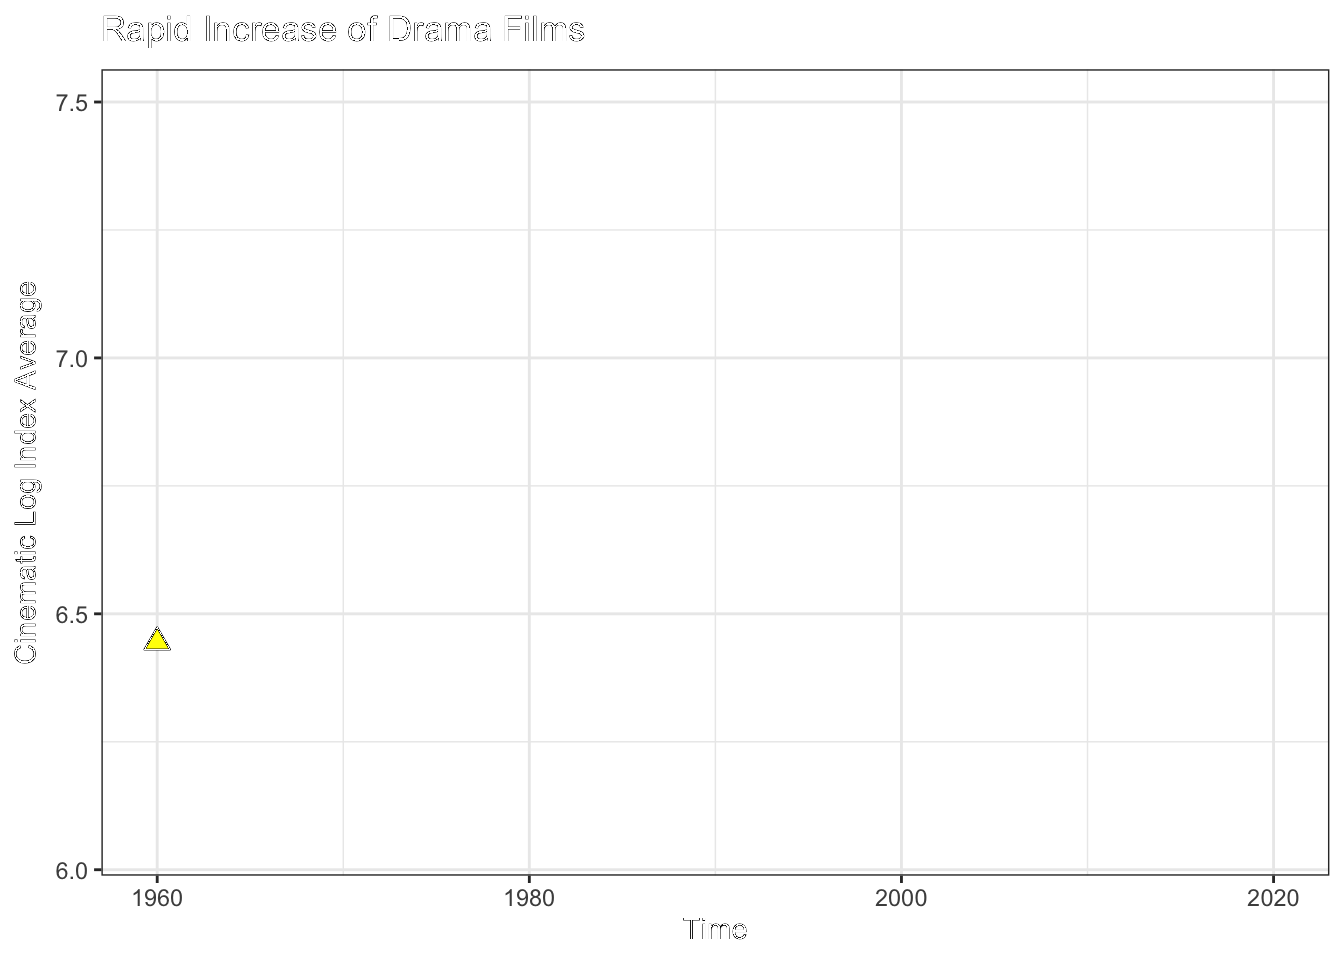 Rapid Increase of Drama Films
7.5
7.0
6.5
6.0
Cinematic Log Index Average
1960 1980 2000 2020
Time